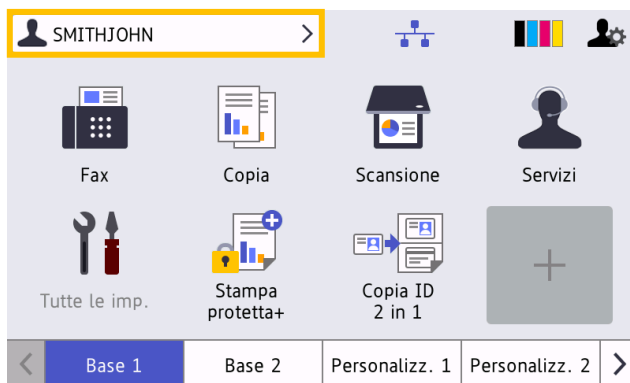 SMITHJOHN
Fax
Copia
Scansione
Servizi
Tutte le imp.
Stampa
protetta+
Copia ID
2 in 1
Base 1
Base 2
Personalizz. 1
Personalizz. 2